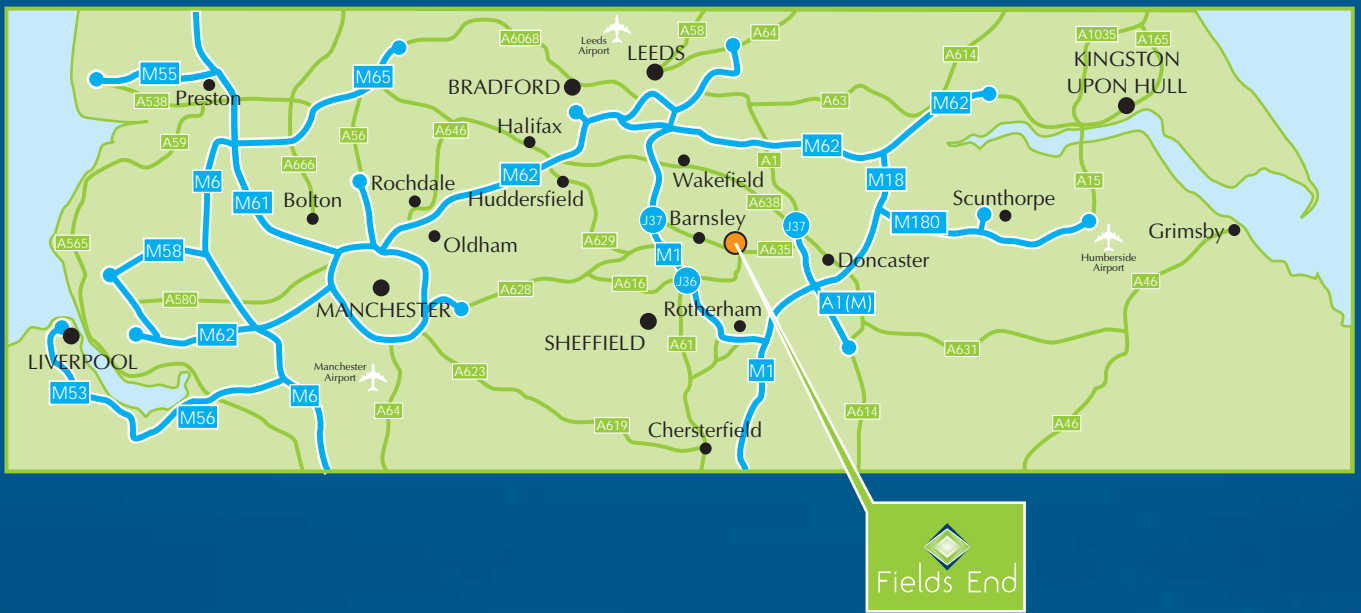 A6068
Leeds
Airport
A58
A64
LEEDS
A1035
A165
A614
KINGSTON
UPON HULL
M55
M65
BRADFORD
Preston
A538
A63
M62
A59
A56
A646
Halifax
M62
A666
A1
M62
Wakefield
M6
Rochdale
Huddersfield
M18
A15
M61
Bolton
A638
Scunthorpe
J37
Barnsley
J37
M180
Grimsby
A565
M58
Oldham
A629
M1
A635
Doncaster
Humberside
Airport
A628
A616
J36
A46
A580
MANCHESTER
Rotherham
A1(M)
M62
SHEFFIELD
A61
A631
LIVERPOOL
Manchester
Airport
A623
M1
M53
M56
M6
A64
A619
A614
A46
Chersterfield
Fields End